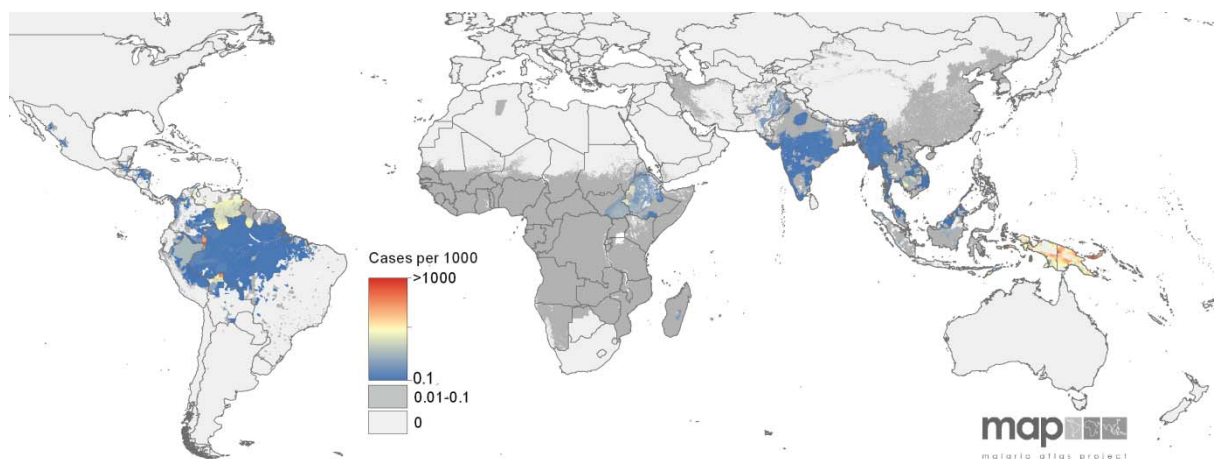 Cases per 1000
>1000
0.1
0.01-0.1
0
map
malaria atlas project